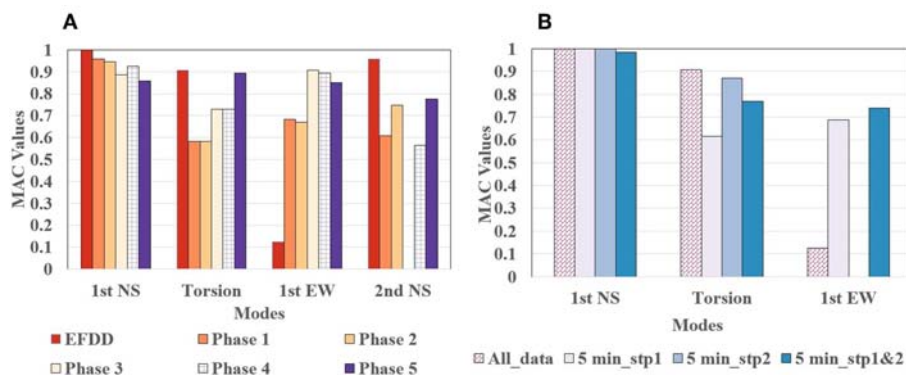 A
MAC Values
1
0.9
0.8
0.7
0.6
0.5
0.4
0.3
0.2
0.1
0
1st NS Torsion 1st EW 2nd NS
Modes
EFDD Phase 1 Phase 2
Phase 3 Phase 4 Phase 5
B
MAC Values
1
0.9
0.8
0.7
0.6
0.5
0.4
0.3
0.2
0.1
0
1st NS Torsion 1st EW
Modes
All_data 5 min_stp1 5 min_stp2 5 min_stp1&2